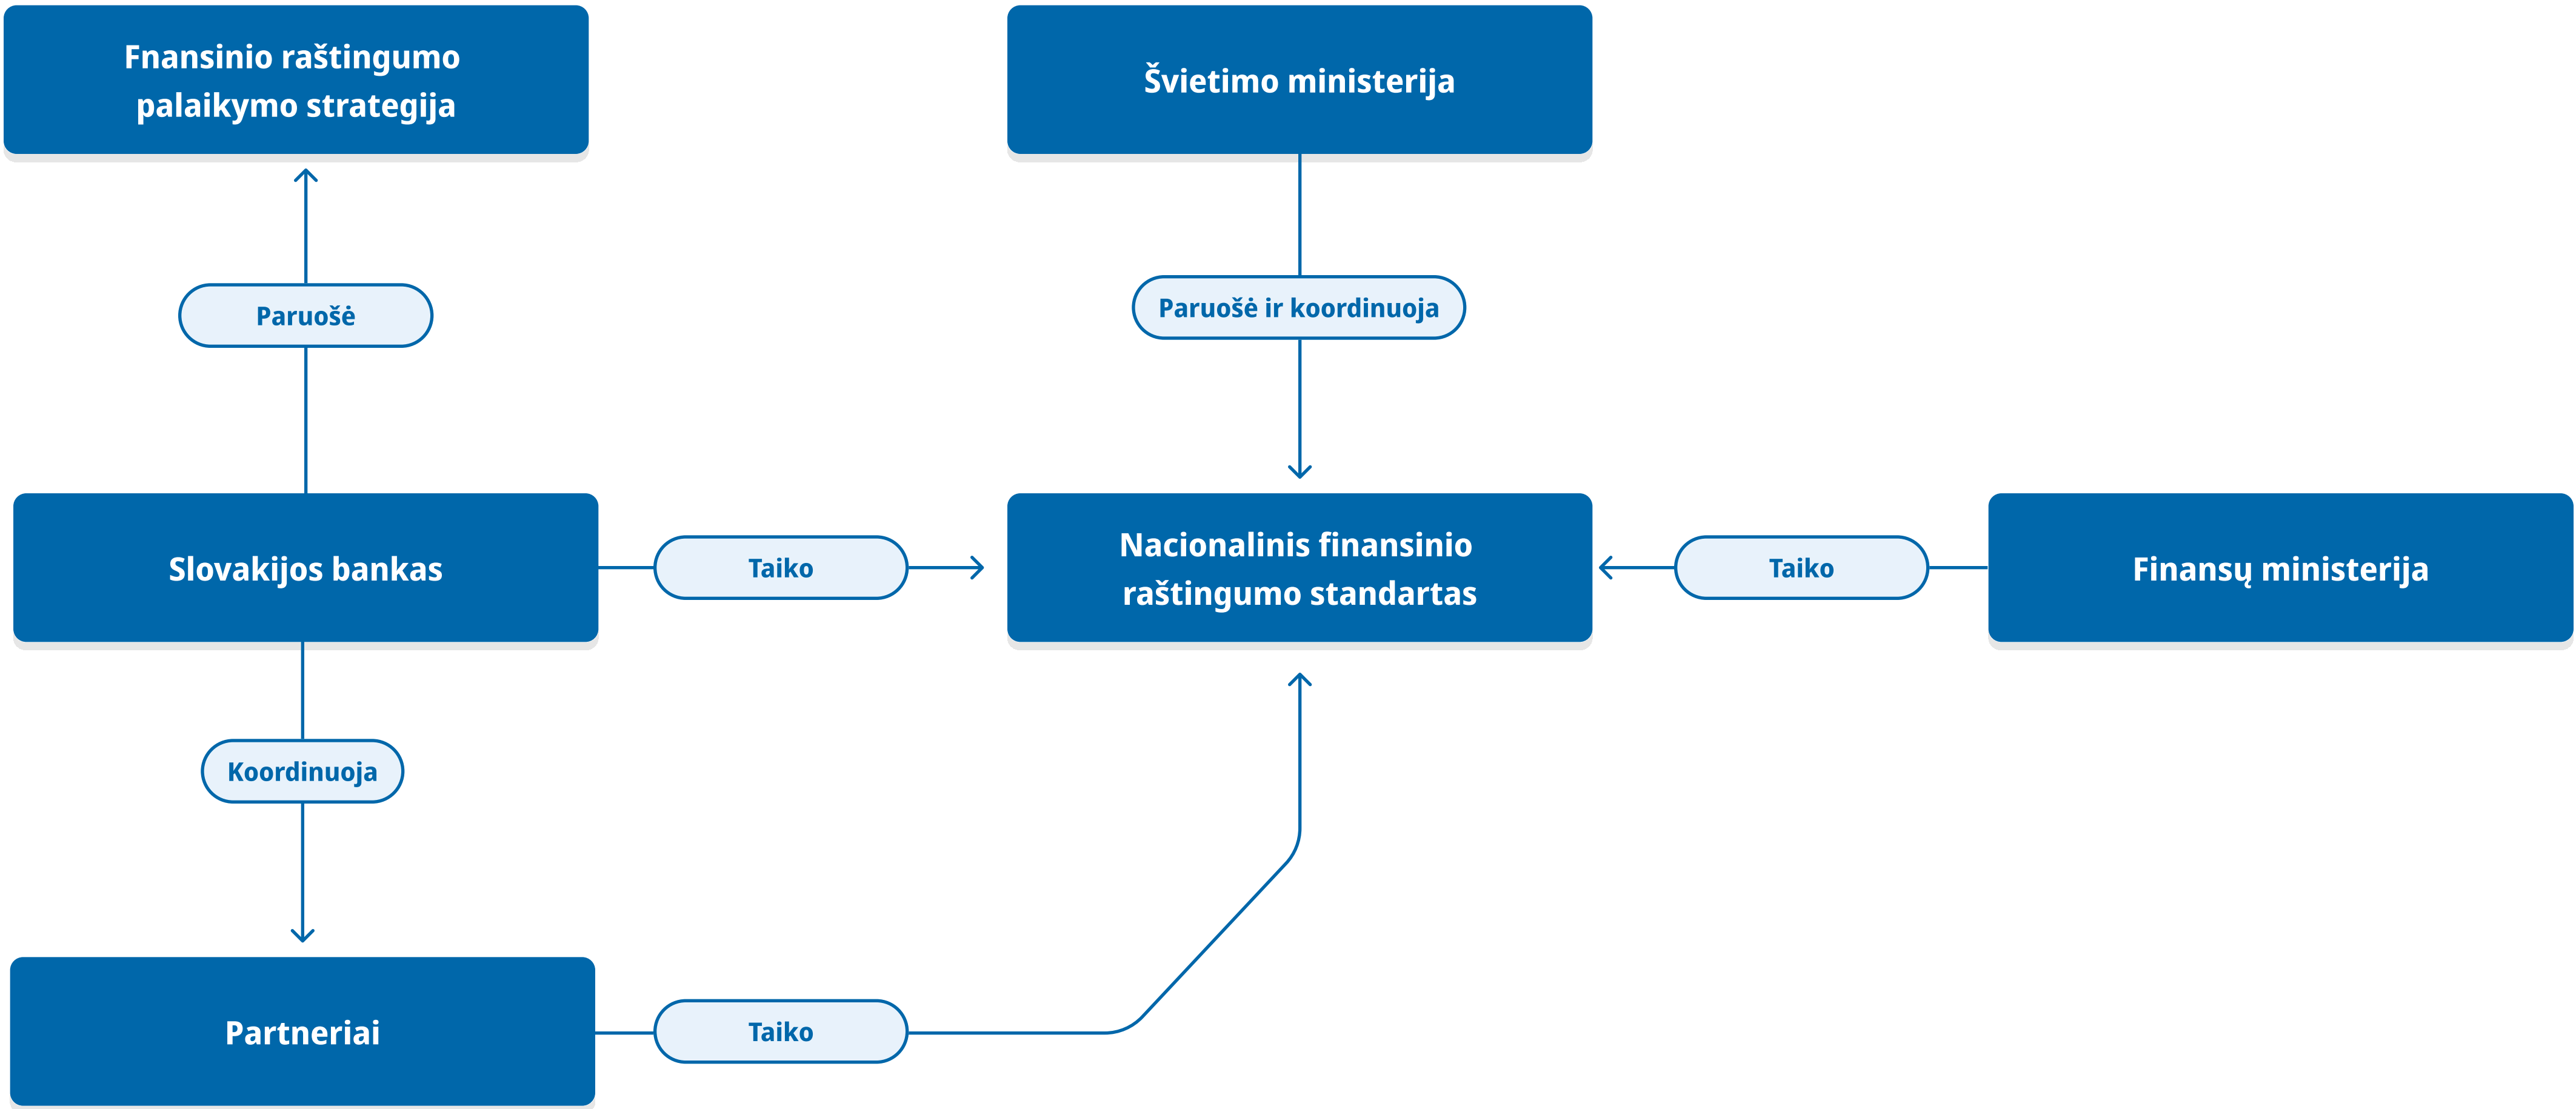 Fnansinio raštingumo
palaikymo strategija
Švietimo ministerija
Paruošė
Paruošė ir koordinuoja
Slovakijos bankas
Taiko
Nacionalinis finansinio
raštingumo standartas
Taiko
Finansų ministerija
Koordinuoja
Partneriai
Taiko